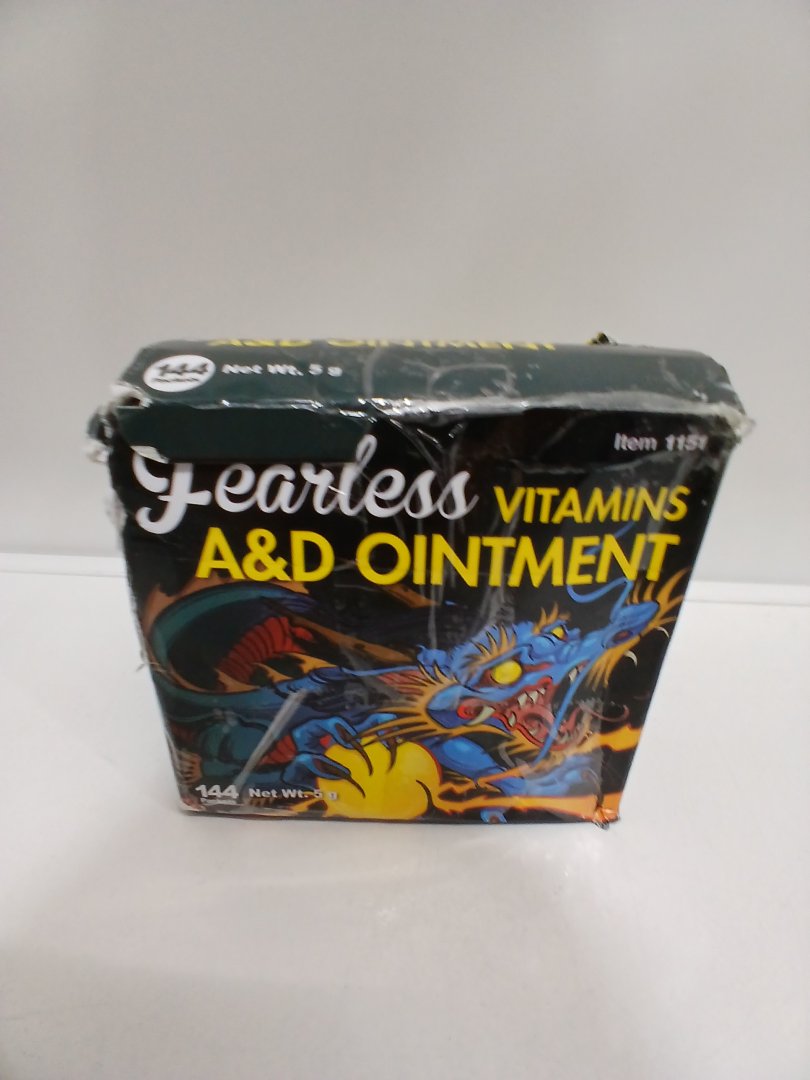 A&D OINTMENT
144 Net Wt. 5 g
Item 1151
Fearless VITAMINS
A&D OINTMENT
144 Net Wt. 5 g